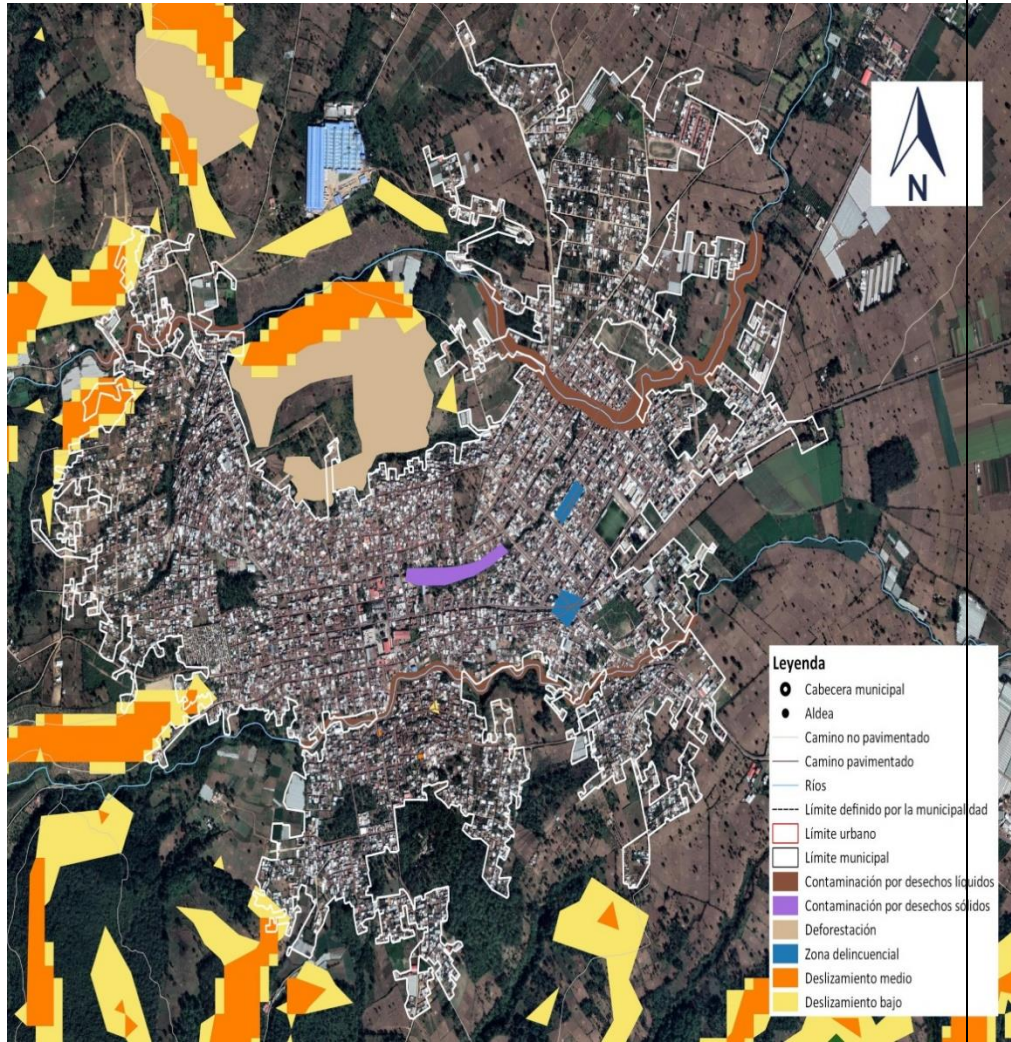 N
Leyenda
Cabecera municipal
Aldea
Camino no pavimentado
Camino pavimentado
Ríos
Límite definido por la municipalidad
Límite urbano
Límite municipal
Contaminación por desechos líquidos
Contaminación por desechos sólidos
Deforestación
Zona delincuencial
Deslizamiento medio
Deslizamiento bajo